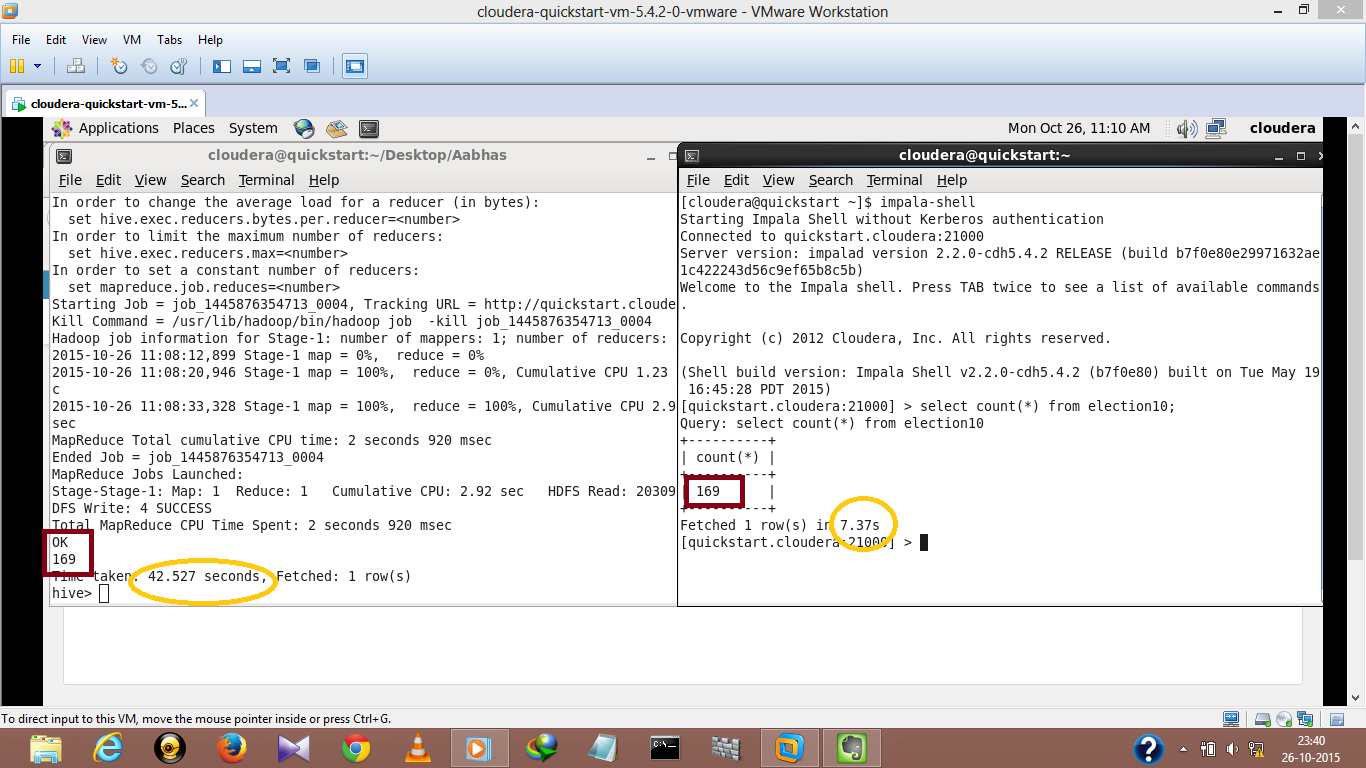 cloudera-quickstart-vm-5.4.2-0-vmware - VMware Workstation
File Edit View VM Tabs Help
cloudera-quickstart-vm-5...
Applications Places System
Mon Oct 26, 11:10 AM
cloudera
cloudera@quickstart:~/Desktop/Aabhas
File Edit View Search Terminal Help
In order to change the average load for a reducer (in bytes):
  set hive.exec.reducers.bytes.per.reducer=<number>
In order to limit the maximum number of reducers:
  set hive.exec.reducers.max=<number>
In order to set a constant number of reducers:
  set mapreduce.job.reduces=<number>
Starting Job = job_1445876354713_0004, Tracking URL = http://quickstart.cloude
Kill Command = /usr/lib/hadoop/bin/hadoop job  -kill job_1445876354713_0004
Hadoop job information for Stage-1: number of mappers: 1; number of reducers:
2015-10-26 11:08:12,899 Stage-1 map = 0%,  reduce = 0%
2015-10-26 11:08:20,946 Stage-1 map = 100%,  reduce = 0%, Cumulative CPU 1.23
c
2015-10-26 11:08:33,328 Stage-1 map = 100%,  reduce = 100%, Cumulative CPU 2.9
sec
MapReduce Total cumulative CPU time: 2 seconds 920 msec
Ended Job = job_1445876354713_0004
MapReduce Jobs Launched:
Stage-Stage-1: Map: 1  Reduce: 1   Cumulative CPU: 2.92 sec   HDFS Read: 20309
DFS Write: 4 SUCCESS
Total MapReduce CPU Time Spent: 2 seconds 920 msec
OK
169
Time taken: 42.527 seconds, Fetched: 1 row(s)
hive>
cloudera@quickstart:~
File Edit View Search Terminal Help
[cloudera@quickstart ~]$ impala-shell
Starting Impala Shell without Kerberos authentication
Connected to quickstart.cloudera:21000
Server version: impalad version 2.2.0-cdh5.4.2 RELEASE (build b7f0e80e29971632ae
1c422243d56c9ef65b8c5b)
Welcome to the Impala shell. Press TAB twice to see a list of available commands
.
Copyright (c) 2012 Cloudera, Inc. All rights reserved.
(Shell build version: Impala Shell v2.2.0-cdh5.4.2 (b7f0e80) built on Tue May 19
 16:45:28 PDT 2015)
[quickstart.cloudera:21000] > select count(*) from election10;
Query: select count(*) from election10
+----------+
| count(*) |
+----------+
| 169      |
+----------+
Fetched 1 row(s) in 7.37s
[quickstart.cloudera:21000] >
To direct input to this VM, move the mouse pointer inside or press Ctrl+G.
23:40
26-10-2015